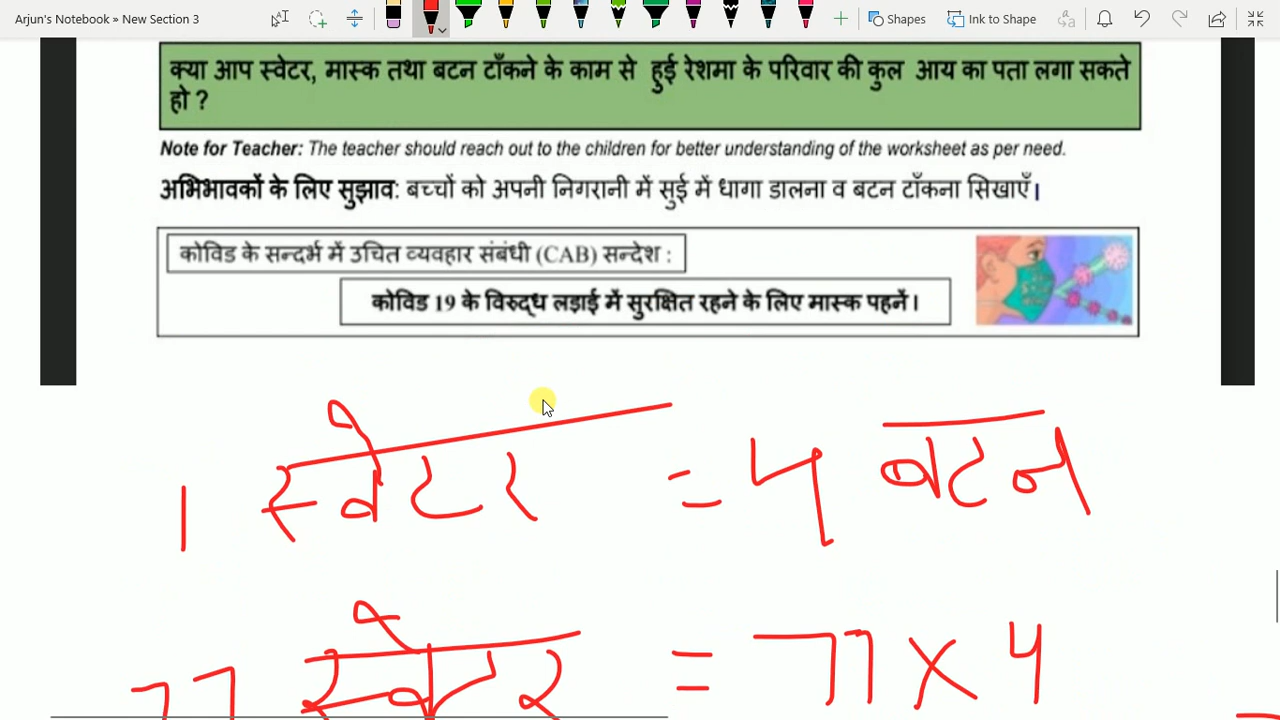 Arjun's Notebook » New Section 3
Shapes
Ink to Shape
क्या आप स्वेटर, मास्क तथा बटन टाँकने के काम से हुई रेशमा के परिवार की कुल आय का पता लगा सकते
हो ?
Note for Teacher: The teacher should reach out to the children for better understanding of the worksheet as per need.
अभिभावकों के लिए सुझाव: बच्चों को अपनी निगरानी में सुई में धागा डालना व बटन टाँकना सिखाएँ।
कोविड के सन्दर्भ में उचित व्यवहार संबंधी (CAB) सन्देश :
कोविड 19 के विरुद्ध लड़ाई में सुरक्षित रहने के लिए मास्क पहनें।
1 स्वेटर = 4 बटन
77 स्वेटर = 77 × 4